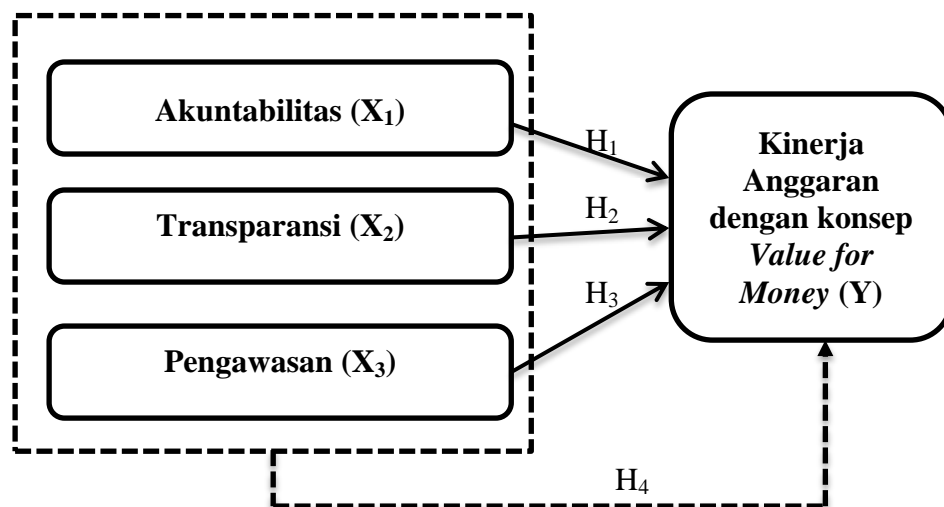 Akuntabilitas (X₁)
H₁
Transparansi (X₂)
H₂
Pengawasan (X₃)
H₃
Kinerja
Anggaran
dengan konsep
Value for
Money (Y)
H₄